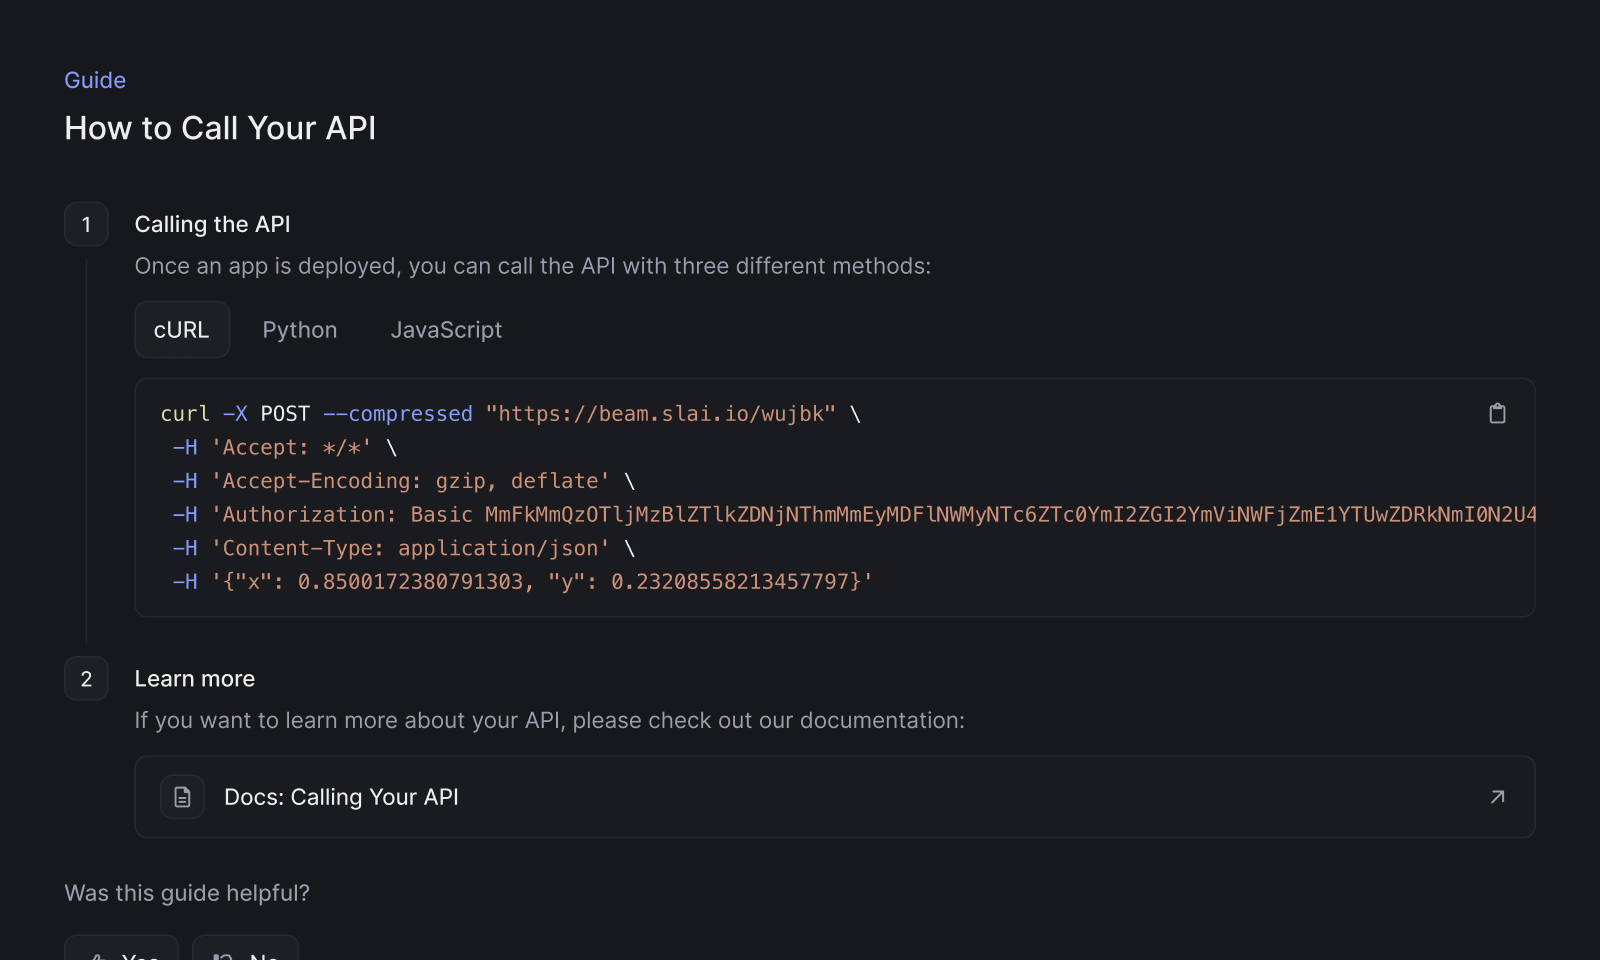 Guide
How to Call Your API
1
Calling the API
Once an app is deployed, you can call the API with three different methods:
cURL Python JavaScript
curl -X POST --compressed "https://beam.slai.io/wujbk" \
-H 'Accept: */*' \
-H 'Accept-Encoding: gzip, deflate' \
-H 'Authorization: Basic MmFkMmQzOTljMzBlZTlkZDNjNThmMmEyMDFlNWMyNTc6ZTc0YmI2ZGI2YmViNWFjZmE1YTUwZDRkNmI0N2U4
-H 'Content-Type: application/json' \
-H '{"x": 0.8500172380791303, "y": 0.23208558213457797}'
2
Learn more
If you want to learn more about your API, please check out our documentation:
Docs: Calling Your API
Was this guide helpful?
Yes No